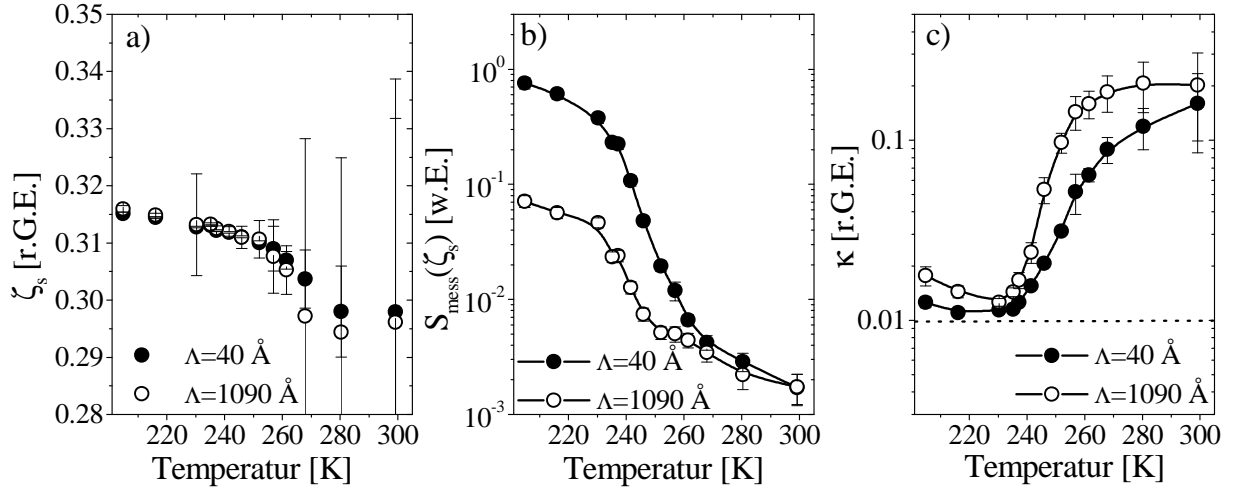 a)
0.35
0.34
0.33
0.32
0.31
0.30
0.29
0.28
ζs [r.G.E.]
Λ=40 Å
Λ=1090 Å
220 240 260 280 300
Temperatur [K]
b)
10^0
10^-1
10^-2
10^-3
Smess(ζs) [w.E.]
Λ=40 Å
Λ=1090 Å
220 240 260 280 300
Temperatur [K]
c)
0.1
0.01
κ [r.G.E.]
Λ=40 Å
Λ=1090 Å
220 240 260 280 300
Temperatur [K]